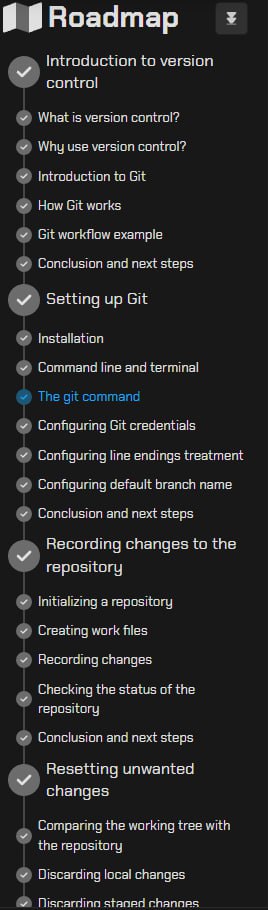 Roadmap
Introduction to version
control
What is version control?
Why use version control?
Introduction to Git
How Git works
Git workflow example
Conclusion and next steps
Setting up Git
Installation
Command line and terminal
The git command
Configuring Git credentials
Configuring line endings treatment
Configuring default branch name
Conclusion and next steps
Recording changes to the
repository
Initializing a repository
Creating work files
Recording changes
Checking the status of the
repository
Conclusion and next steps
Resetting unwanted
changes
Comparing the working tree with
the repository
Discarding local changes
Discarding staged changes